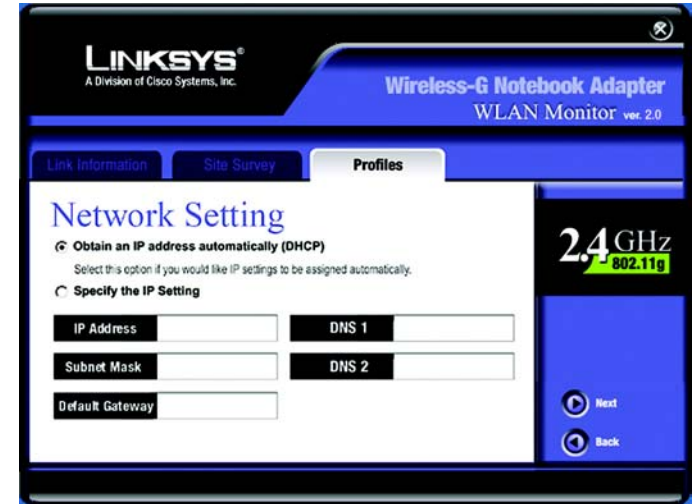 LINKSYS®
A Division of Cisco Systems, Inc.
Wireless-G Notebook Adapter
WLAN Monitor ver. 2.0
Link Information
Site Survey
Profiles
Network Setting
Obtain an IP address automatically (DHCP)
Select this option if you would like IP settings to be assigned automatically.
Specify the IP Setting
IP Address
DNS 1
Subnet Mask
DNS 2
Default Gateway
2.4 GHz
802.11g
Next
Back